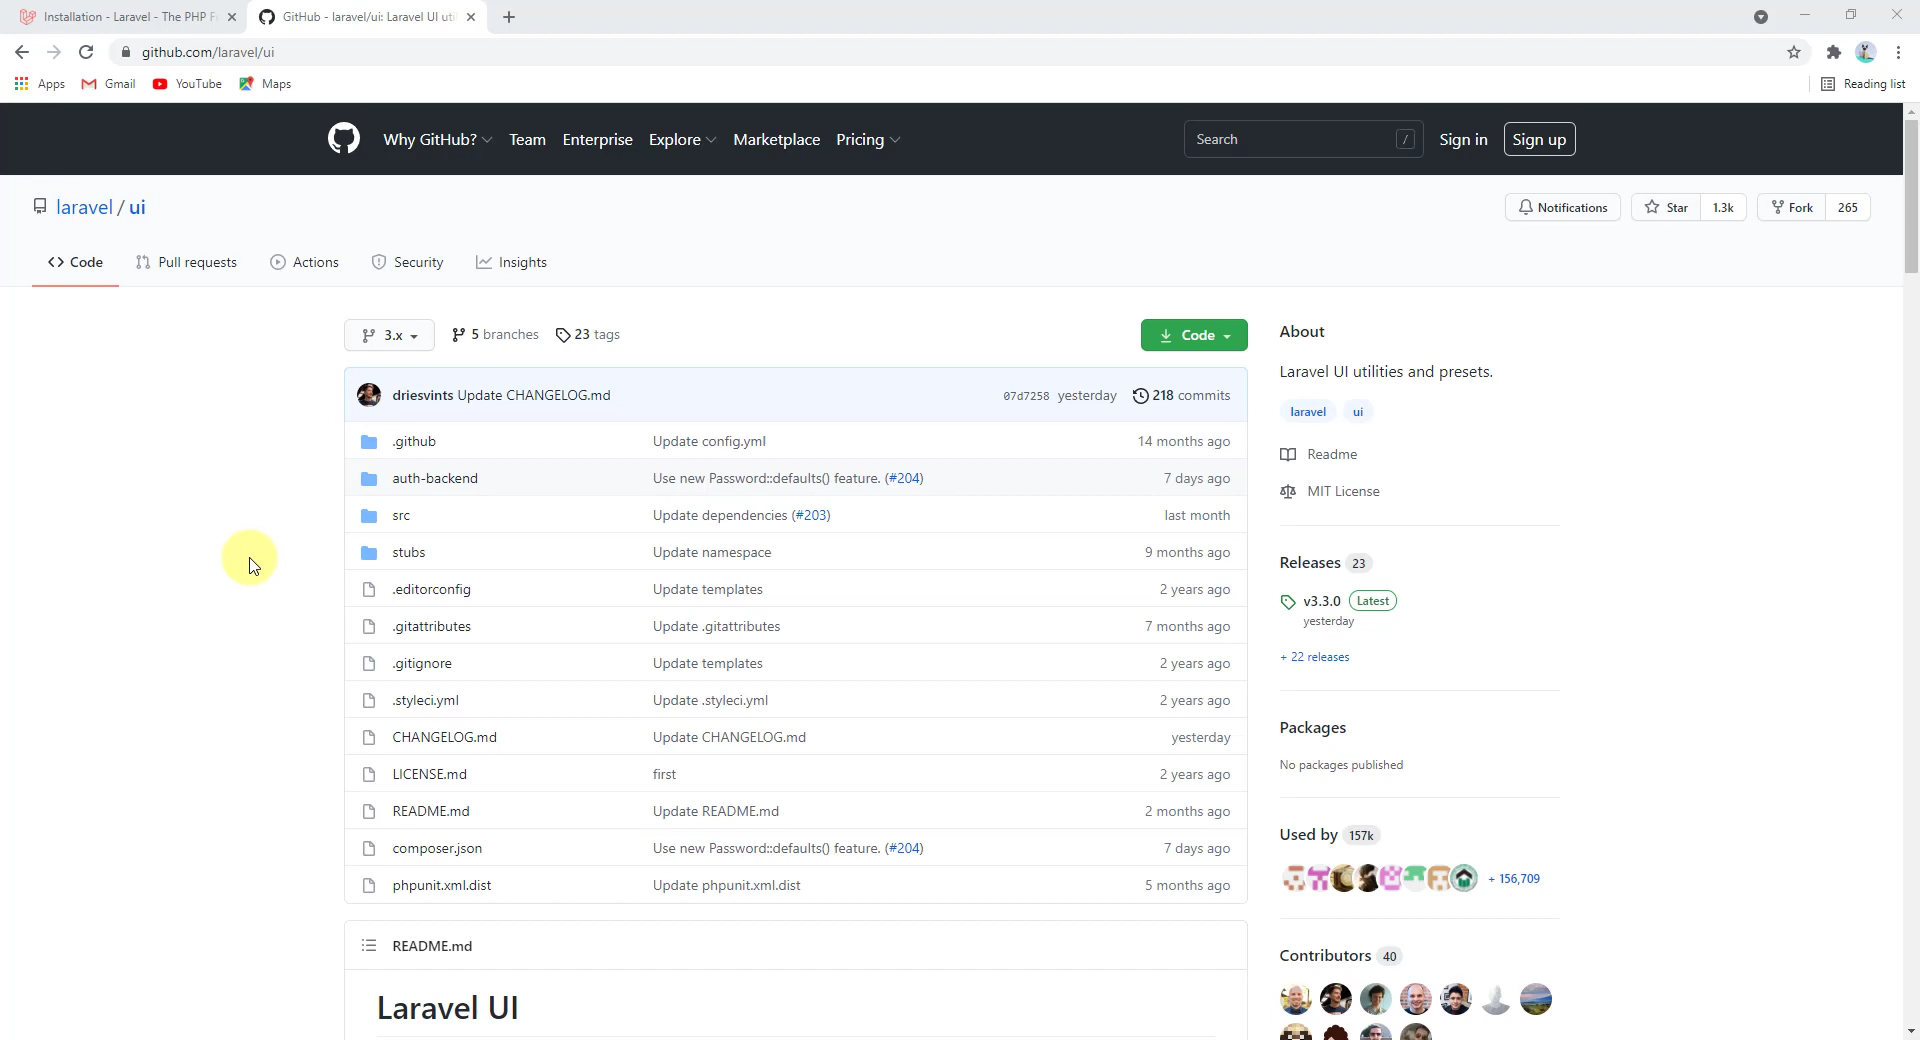 Installation - Laravel - The PHP F
GitHub - laravel/ui: Laravel UI uti
github.com/laravel/ui
Apps
Gmail
YouTube
Maps
Reading list
Why GitHub?
Team
Enterprise
Explore
Marketplace
Pricing
Search
/
Sign in
Sign up
laravel / ui
Notifications
Star
1.3k
Fork
265
Code
Pull requests
Actions
Security
Insights
3.x
5 branches
23 tags
Code
driesvints Update CHANGELOG.md
07d7258 yesterday
218 commits
.github Update config.yml 14 months ago
auth-backend Use new Password::defaults() feature. (#204) 7 days ago
src Update dependencies (#203) last month
stubs Update namespace 9 months ago
.editorconfig Update templates 2 years ago
.gitattributes Update .gitattributes 7 months ago
.gitignore Update templates 2 years ago
.styleci.yml Update .styleci.yml 2 years ago
CHANGELOG.md Update CHANGELOG.md yesterday
LICENSE.md first 2 years ago
README.md Update README.md 2 months ago
composer.json Use new Password::defaults() feature. (#204) 7 days ago
phpunit.xml.dist Update phpunit.xml.dist 5 months ago
README.md
Laravel UI
About
Laravel UI utilities and presets.
laravel
ui
Readme
MIT License
Releases 23
v3.3.0 Latest
yesterday
+ 22 releases
Packages
No packages published
Used by 157k
+ 156,709
Contributors 40